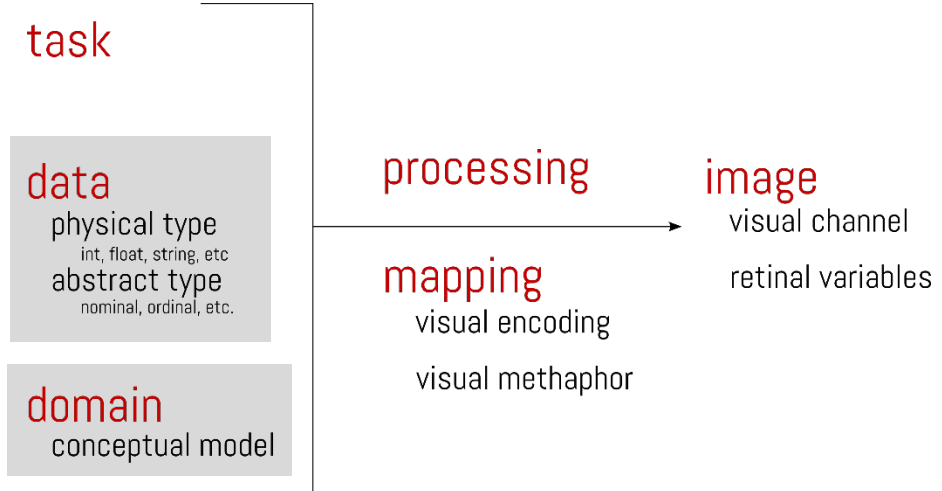 task
data
physical type
int, float, string, etc
abstract type
nominal, ordinal, etc.
domain
conceptual model
processing
mapping
visual encoding
visual methaphor
image
visual channel
retinal variables